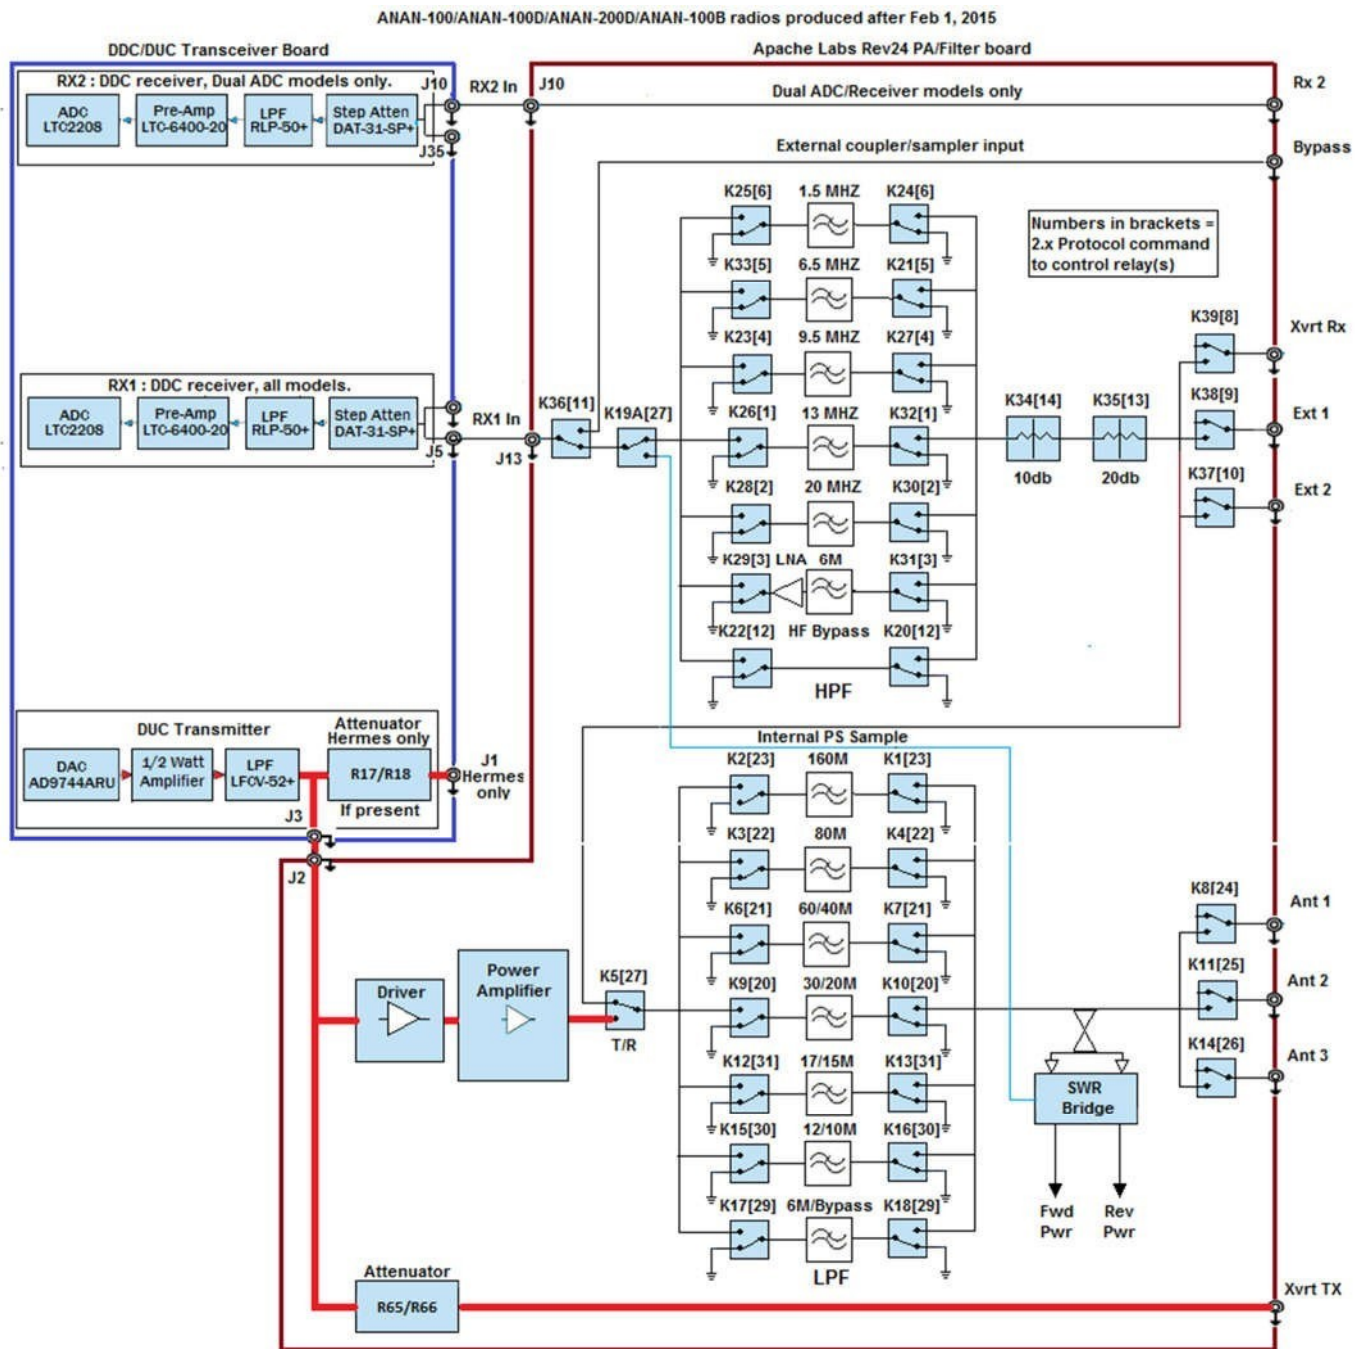 ANAN-100/ANAN-100D/ANAN-200D/ANAN-100B radios produced after Feb 1, 2015
DDC/DUC Transceiver Board
Apache Labs Rev24 PA/Filter board
RX2 : DDC receiver, Dual ADC models only.
J10
RX2 In
J10
Rx 2
ADC
LTC2208
Pre-Amp
LTC-6400-20
LPF
RLP-50+
Step Atten
DAT-31-SP+
J35
Dual ADC/Receiver models only
External coupler/sampler input
Bypass
K25[6]
1.5 MHZ
K24[6]
Numbers in brackets =
2.x Protocol command
to control relay(s)
K33[5]
6.5 MHZ
K21[5]
K23[4]
9.5 MHZ
K27[4]
K39[8]
Xvrt Rx
RX1 : DDC receiver, all models.
ADC
LTC2208
Pre-Amp
LTC-6400-20
LPF
RLP-50+
Step Atten
DAT-31-SP+
J5
RX1 In
J13
K36[11]
K19A[27]
K26[1]
13 MHZ
K32[1]
K34[14]
K35[13]
K38[9]
Ext 1
10db
20db
K28[2]
20 MHZ
K30[2]
K37[10]
Ext 2
K29[3]
LNA
6M
K31[3]
K22[12]
HF Bypass
K20[12]
HPF
DUC Transmitter
Attenuator
Hermes only
DAC
AD9744ARU
1/2 Watt
Amplifier
LPF
LFCV-52+
R17/R18
If present
J1
Hermes
only
J3
J2
Internal PS Sample
K2[23]
160M
K1[23]
K3[22]
80M
K4[22]
K6[21]
60/40M
K7[21]
K8[24]
Ant 1
Driver
Power
Amplifier
K5[27]
T/R
K9[20]
30/20M
K10[20]
K11[25]
Ant 2
K12[31]
17/15M
K13[31]
K14[26]
Ant 3
SWR
Bridge
K15[30]
12/10M
K16[30]
K17[29]
6M/Bypass
K18[29]
Fwd
Pwr
Rev
Pwr
LPF
Attenuator
R65/R66
Xvrt TX